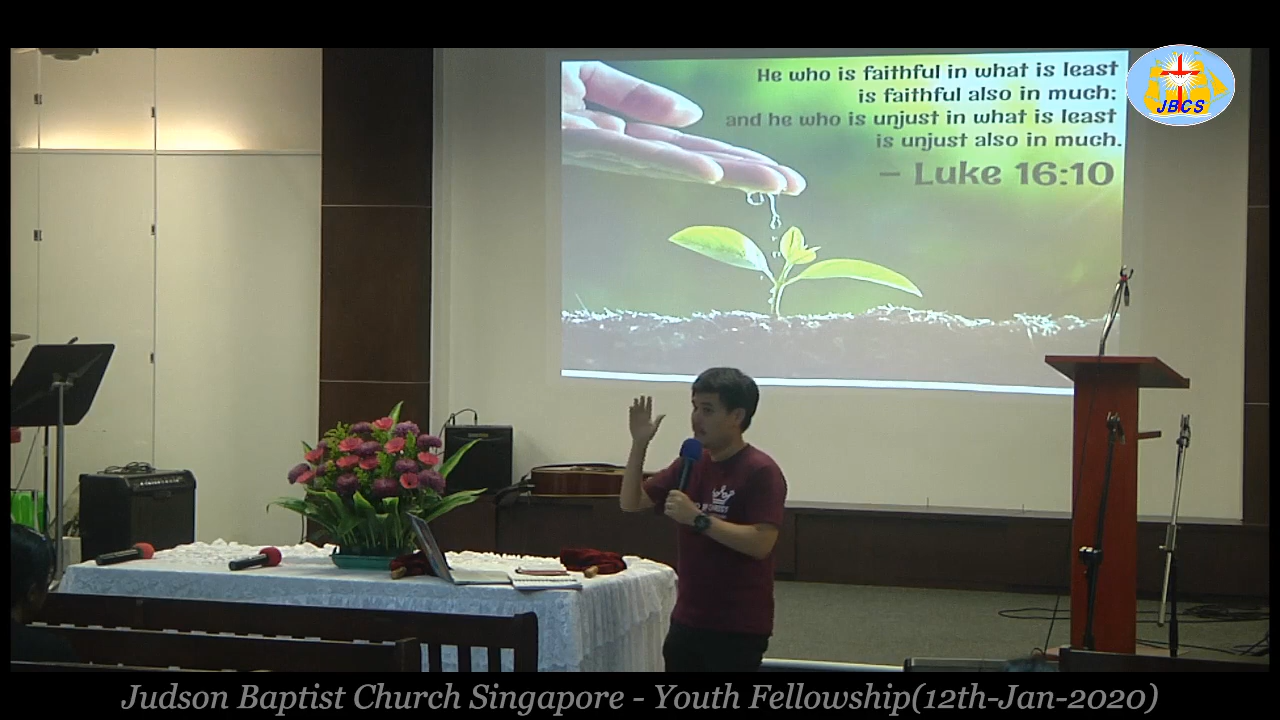 He who is faithful in what is least
is faithful also in much;
and he who is unjust in what is least
is unjust also in much.
– Luke 16:10
JBCS
Judson Baptist Church Singapore - Youth Fellowship(12th-Jan-2020)